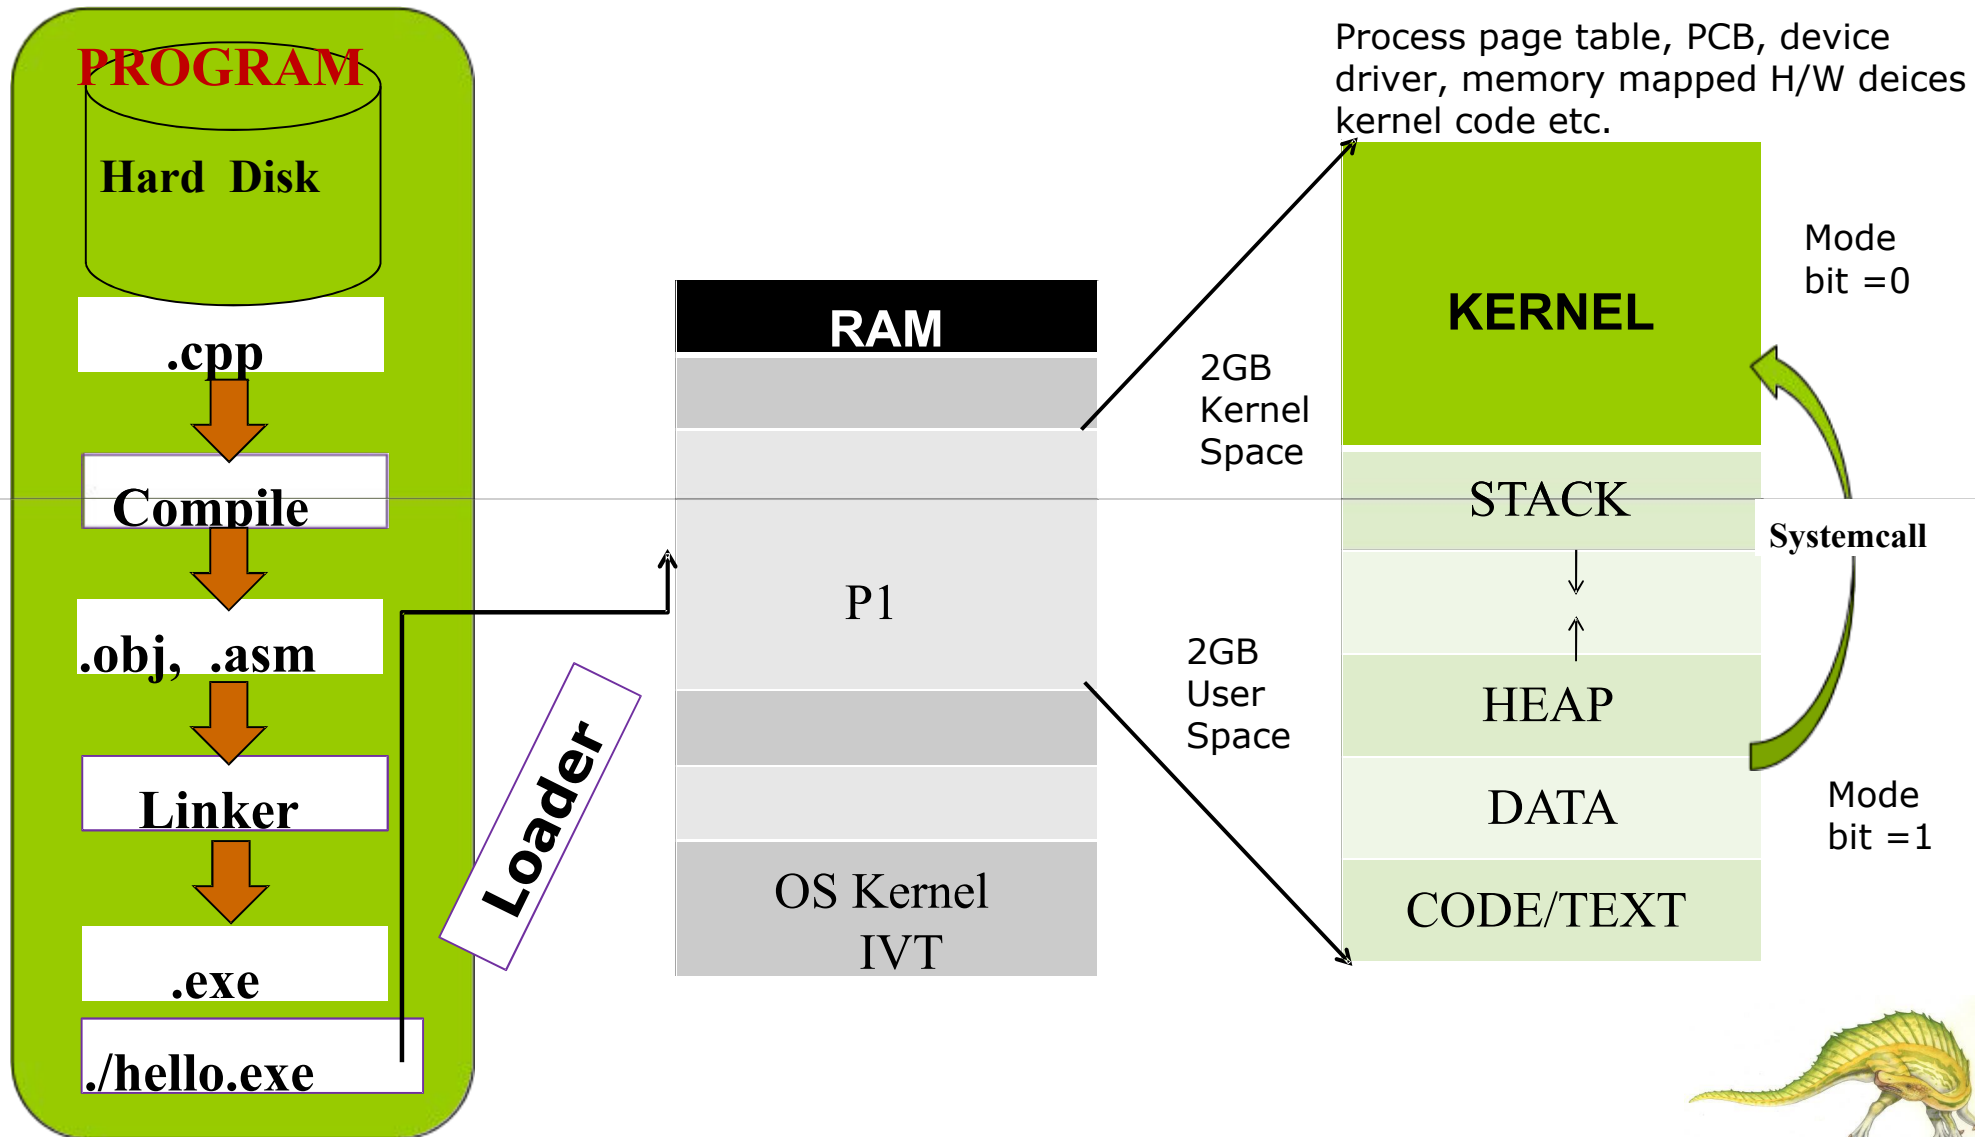 PROGRAM
Hard Disk
.cpp
Compile
.obj, .asm
Linker
.exe
./hello.exe
Loader
RAM
P1
OS Kernel
IVT
2GB
Kernel
Space
2GB
User
Space
Process page table, PCB, device
driver, memory mapped H/W deices
kernel code etc.
KERNEL
STACK
HEAP
DATA
CODE/TEXT
Mode
bit =0
Systemcall
Mode
bit =1